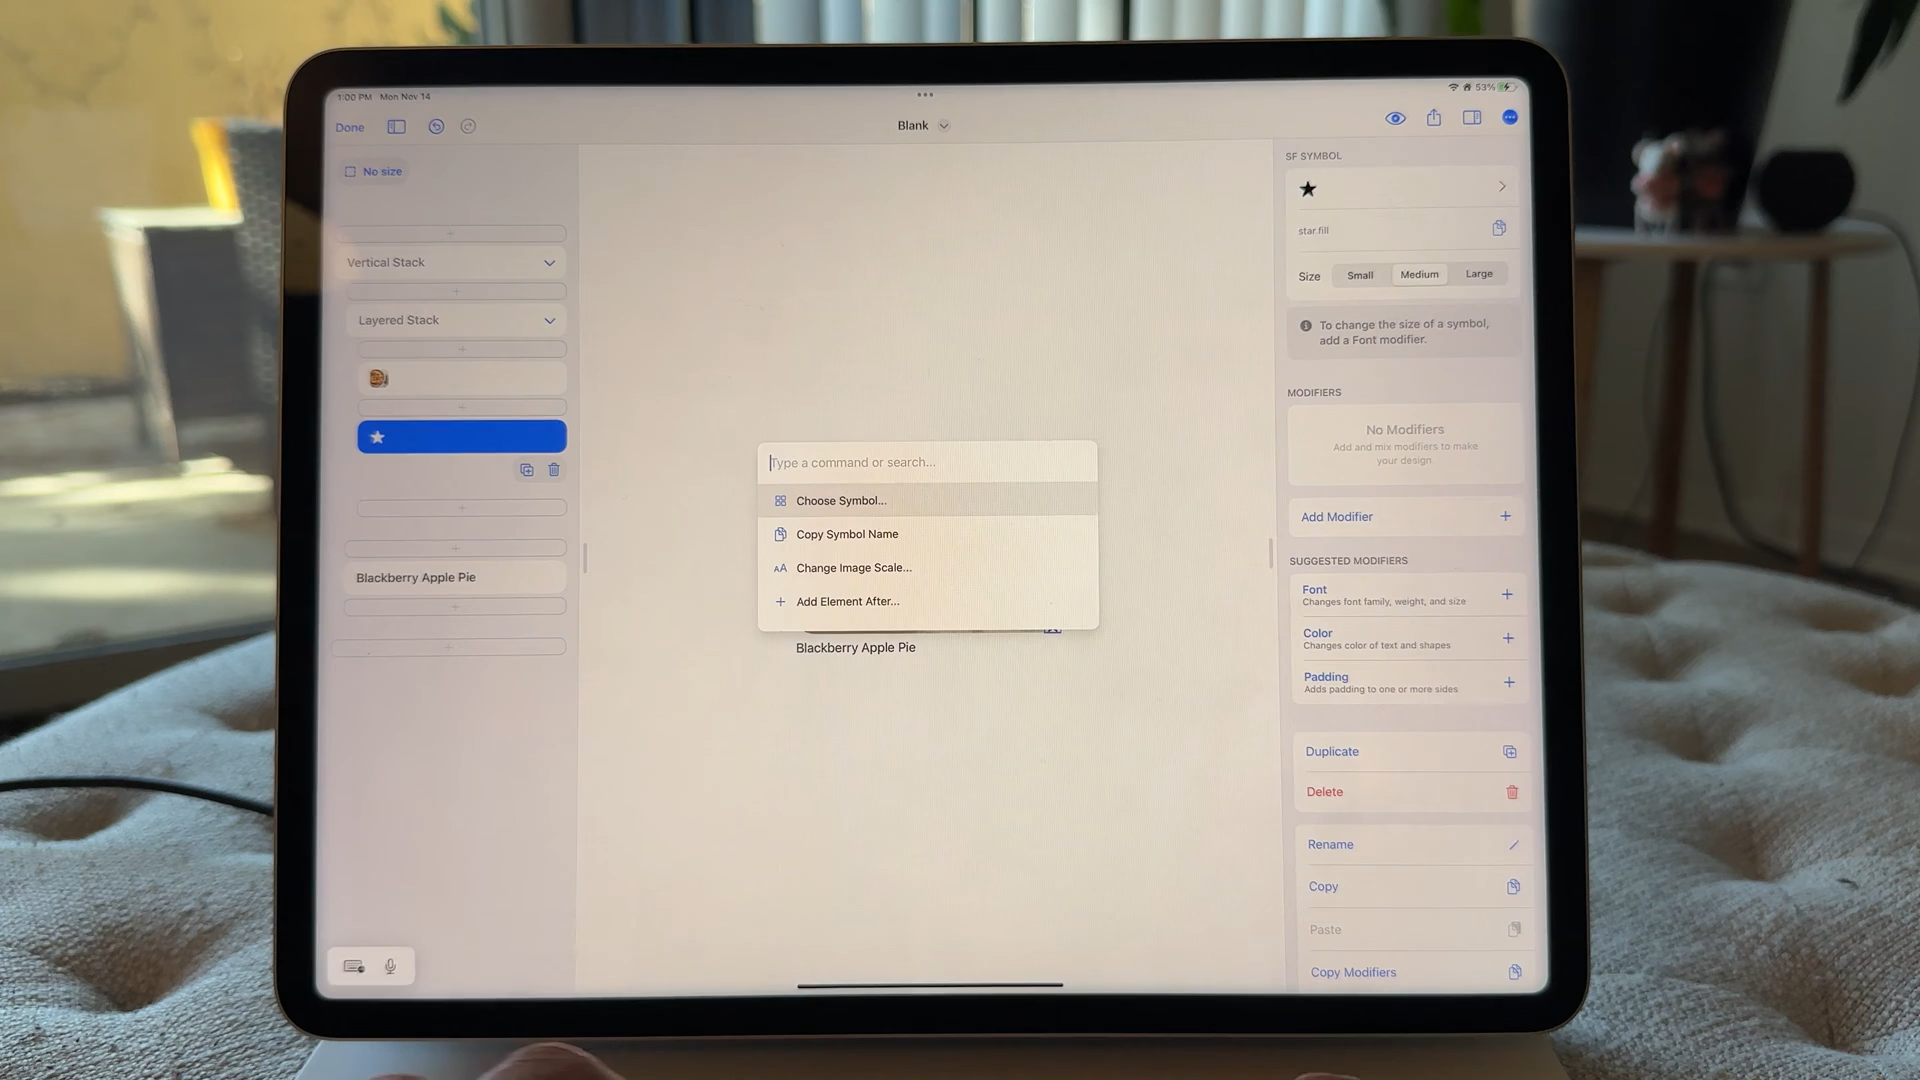 1:00 PM Mon Nov 14
53%
Done
Blank
No size
Vertical Stack
Layered Stack
Blackberry Apple Pie
Type a command or search...
Choose Symbol...
Copy Symbol Name
Change Image Scale...
Add Element After...
Blackberry Apple Pie
SF SYMBOL
star.fill
Size Small Medium Large
To change the size of a symbol,
add a Font modifier.
MODIFIERS
No Modifiers
Add and mix modifiers to make
your design.
Add Modifier
SUGGESTED MODIFIERS
Font
Changes font family, weight, and size
Color
Changes color of text and shapes
Padding
Adds padding to one or more sides
Duplicate
Delete
Rename
Copy
Paste
Copy Modifiers